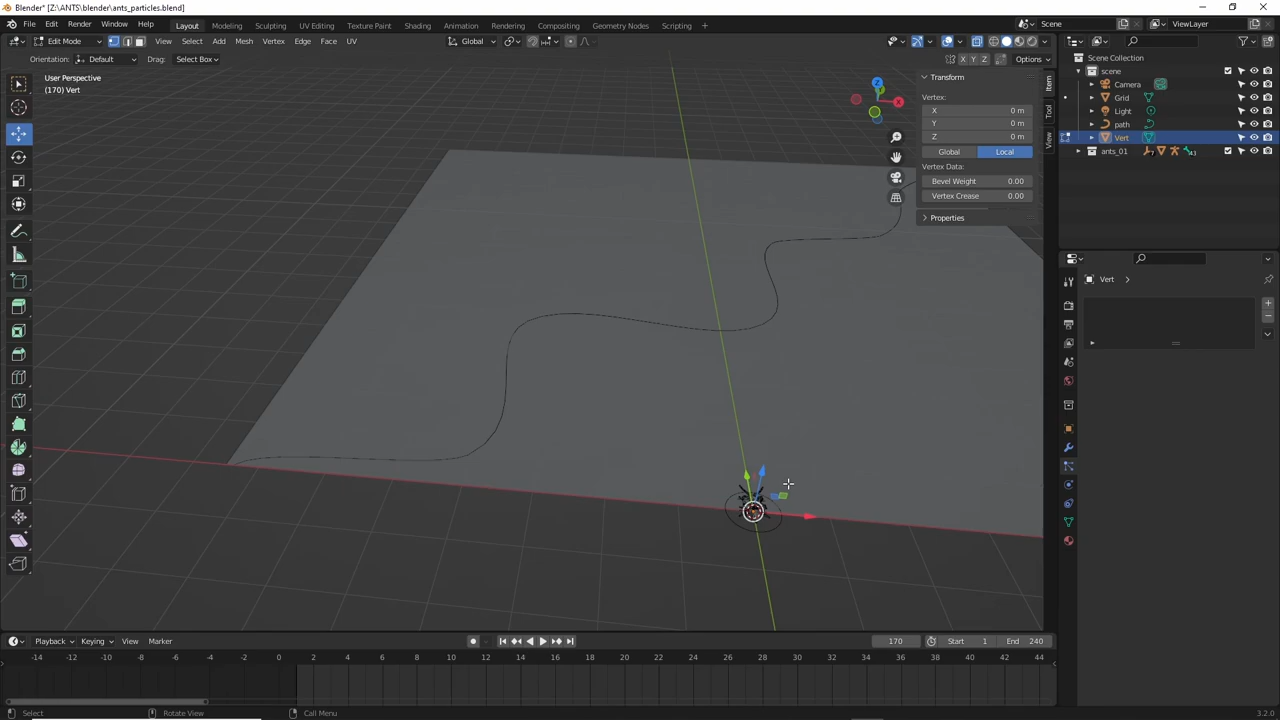 Blender* [Z:\ANTS\blender\ants_particles.blend]
File Edit Render Window Help Layout Modeling Sculpting UV Editing Texture Paint Shading Animation Rendering Compositing Geometry Nodes Scripting + Scene ViewLayer
Edit Mode View Select Add Mesh Vertex Edge Face UV Global
Orientation: Default Drag: Select Box X Y Z Options
User Perspective
(170) Vert
Z
X
Transform
Vertex:
X 0 m
Y 0 m
Z 0 m
Global Local
Vertex Data:
Bevel Weight 0.00
Vertex Crease 0.00
Properties
Item
Tool
View
Scene Collection
scene
Camera
Grid
Light
path
Vert
ants_01 7 43
Vert
Playback Keying View Marker 170 Start 1 End 240
-14 -12 -10 -8 -6 -4 -2 2 4 6 8 10 12 14 16 18 20 22 24 26 28 30 32 34 36 38 40 42 44
Select Rotate View Call Menu 3.2.0